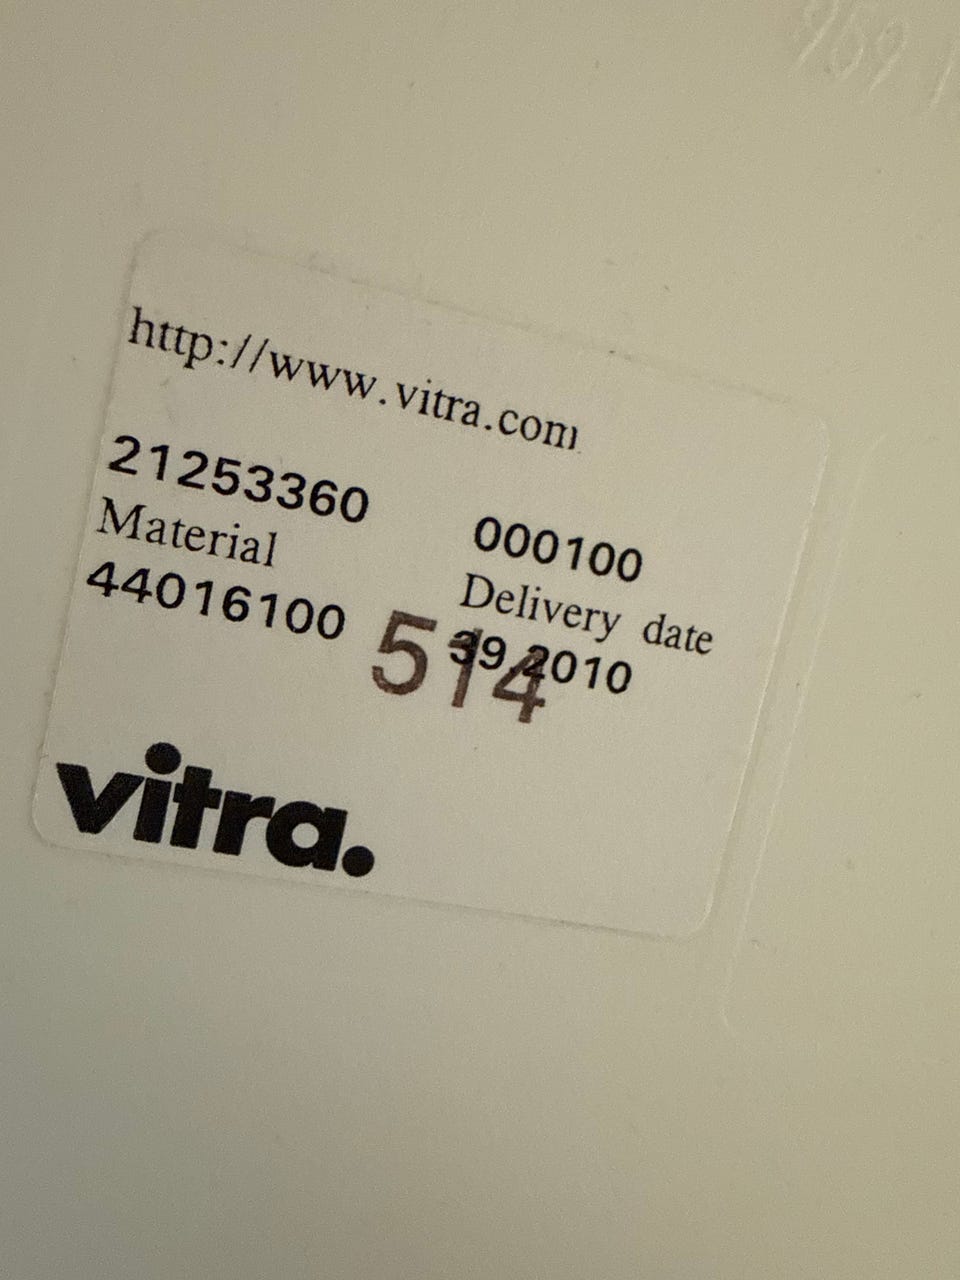 http://www.vitra.com
21253360 000100
Material Delivery date
44016100 39.2010
514
vitra.